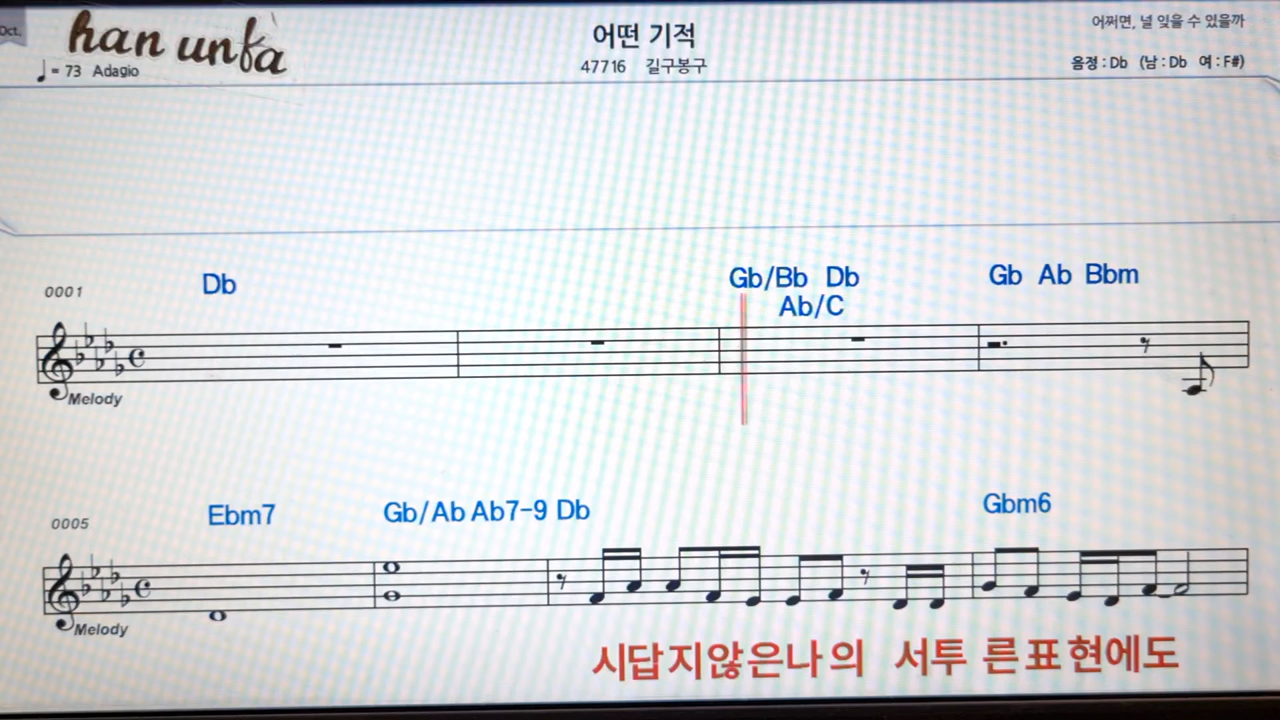 Oct.
han unfa
어떤 기적
어쩌면, 널 잊을 수 있을까
♩= 73 Adagio
47716 길구봉구
음정 : Db (남 : Db 여 : F#)
0001
Db
Gb/Bb Db
Ab/C
Gb Ab Bbm
Melody
0005
Ebm7
Gb/Ab Ab7-9 Db
Gbm6
Melody
시답지않은나의 서투 른표현에도